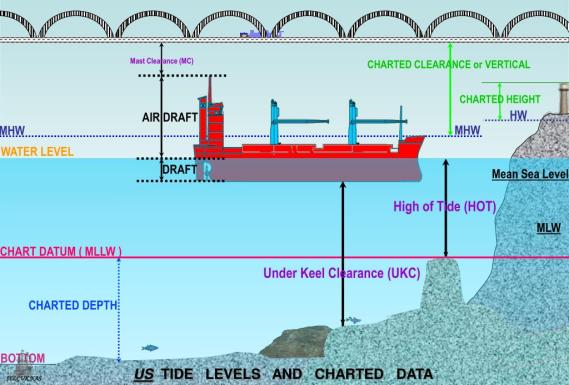 Mast Clearance (MC)
CHARTED CLEARANCE or VERTICAL
CHARTED HEIGHT
AIR DRAFT
HW
MHW
MHW
WATER LEVEL
DRAFT
Mean Sea Level
High of Tide (HOT)
MLW
CHART DATUM ( MLLW )
Under Keel Clearance (UKC)
CHARTED DEPTH
BOTTOM
US TIDE LEVELS AND CHARTED DATA